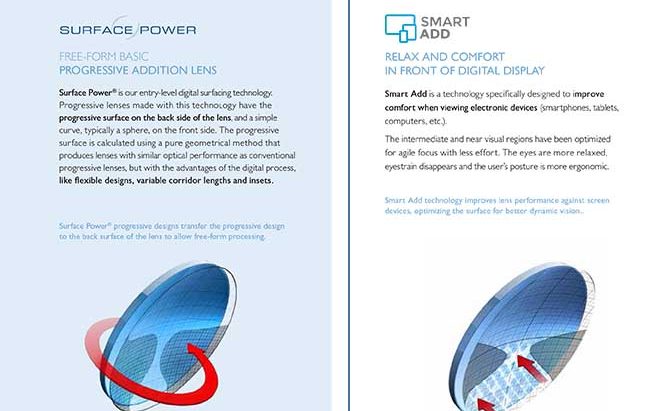 SURFACE POWER
FREE-FORM BASIC
PROGRESSIVE ADDITION LENS
Surface Power® is our entry-level digital surfacing technology.
Progressive lenses made with this technology have the
progressive surface on the back side of the lens, and a simple
curve, typically a sphere, on the front side. The progressive
surface is calculated using a pure geometrical method that
produces lenses with similar optical performance as conventional
progressive lenses, but with the advantages of the digital process,
like flexible designs, variable corridor lengths and insets.
Surface Power® progressive designs transfer the progressive design
to the back surface of the lens to allow free-form processing.
SMART
ADD
RELAX AND COMFORT
IN FRONT OF DIGITAL DISPLAY
Smart Add is a technology specifically designed to improve
comfort when viewing electronic devices (smartphones, tablets,
computers, etc.).
The intermediate and near visual regions have been optimized
for agile focus with less effort. The eyes are more relaxed,
eyestrain disappears and the user's posture is more ergonomic.
Smart Add technology improves lens performance against screen
devices, optimizing the surface for better dynamic vision..